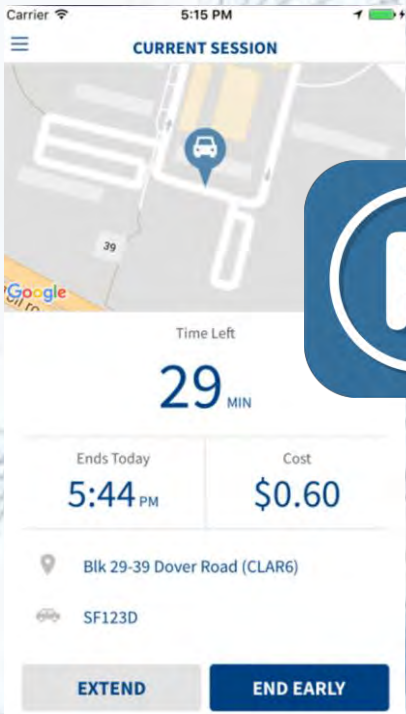 Carrier 5:15 PM
CURRENT SESSION
39
Google
Time Left
29 MIN
Ends Today Cost
5:44 PM $0.60
Blk 29-39 Dover Road (CLAR6)
SF123D
EXTEND END EARLY